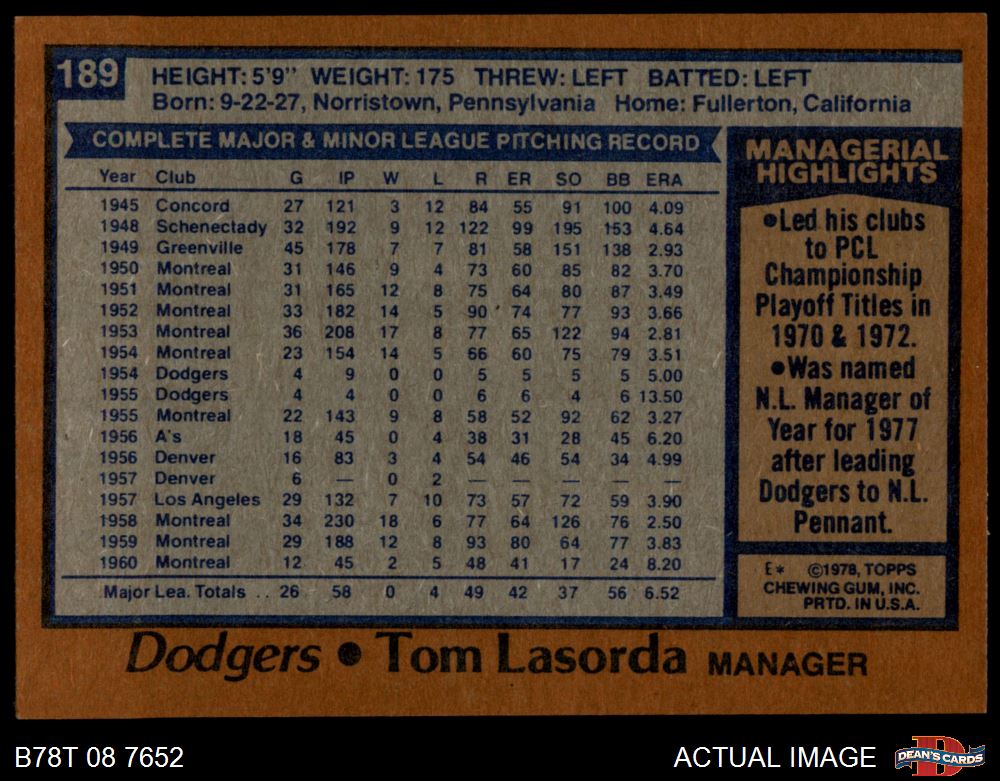 189
HEIGHT: 5'9" WEIGHT: 175 THREW: LEFT BATTED: LEFT
Born: 9-22-27, Norristown, Pennsylvania Home: Fullerton, California
COMPLETE MAJOR & MINOR LEAGUE PITCHING RECORD
Year Club G IP W L R ER SO BB ERA
1945 Concord 27 121 3 12 84 55 91 100 4.09
1948 Schenectady 32 192 9 12 122 99 195 153 4.64
1949 Greenville 45 178 7 7 81 58 151 138 2.93
1950 Montreal 31 146 9 4 73 60 85 82 3.70
1951 Montreal 31 165 12 8 75 64 80 87 3.49
1952 Montreal 33 182 14 5 90 74 77 93 3.66
1953 Montreal 36 208 17 8 77 65 122 94 2.81
1954 Montreal 23 154 14 5 66 60 75 79 3.51
1954 Dodgers 4 9 0 0 5 5 5 5 5.00
1955 Dodgers 4 4 0 0 6 6 4 6 13.50
1955 Montreal 22 143 9 8 58 52 92 62 3.27
1956 A's 18 45 0 4 38 31 28 45 6.20
1956 Denver 16 83 3 4 54 46 54 34 4.99
1957 Denver 6 — 0 2 — — — — —
1957 Los Angeles 29 132 7 10 73 57 72 59 3.90
1958 Montreal 34 230 18 6 77 64 126 76 2.50
1959 Montreal 29 188 12 8 93 80 64 77 3.83
1960 Montreal 12 45 2 5 48 41 17 24 8.20
Major Lea. Totals .. 26 58 0 4 49 42 37 56 6.52
MANAGERIAL
HIGHLIGHTS
●Led his clubs
to PCL
Championship
Playoff Titles in
1970 & 1972.
●Was named
N.L. Manager of
Year for 1977
after leading
Dodgers to N.L.
Pennant.
E* ©1978, TOPPS
CHEWING GUM, INC.
PRTD. IN U.S.A.
Dodgers ● Tom Lasorda MANAGER
B78T 08 7652
ACTUAL IMAGE
D
DEAN'S CARDS